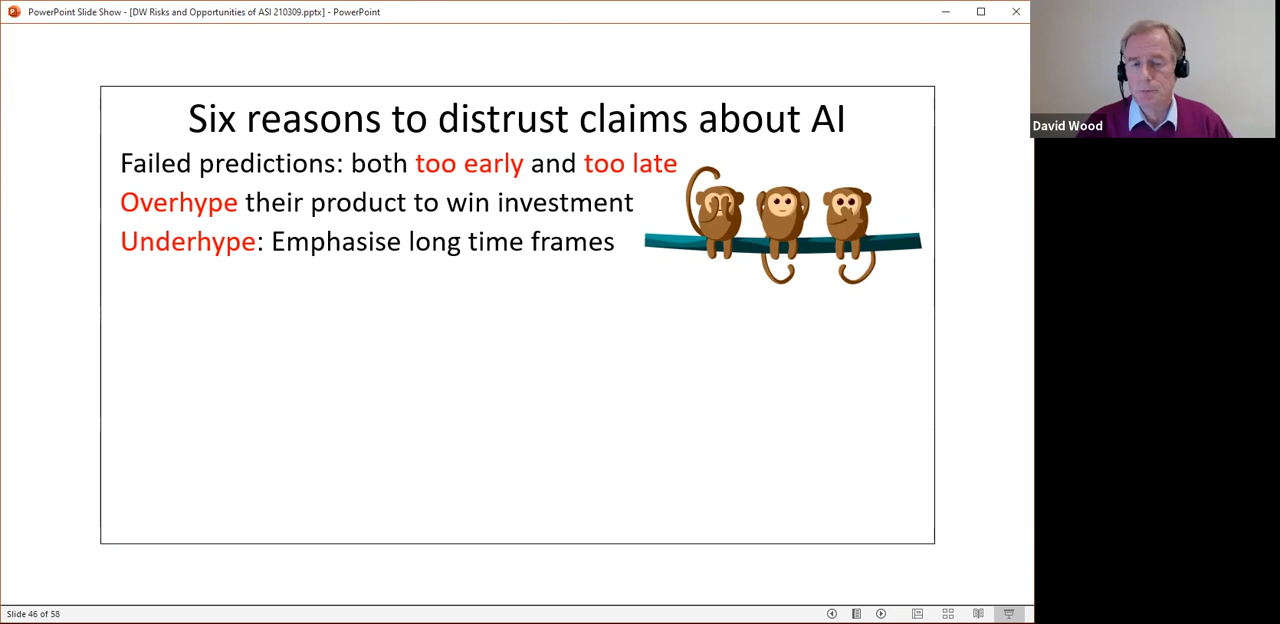 PowerPoint Slide Show - [DW Risks and Opportunities of ASI 210309.pptx] - PowerPoint
David Wood
Six reasons to distrust claims about AI
Failed predictions: both too early and too late
Overhype their product to win investment
Underhype: Emphasise long time frames
Slide 46 of 58